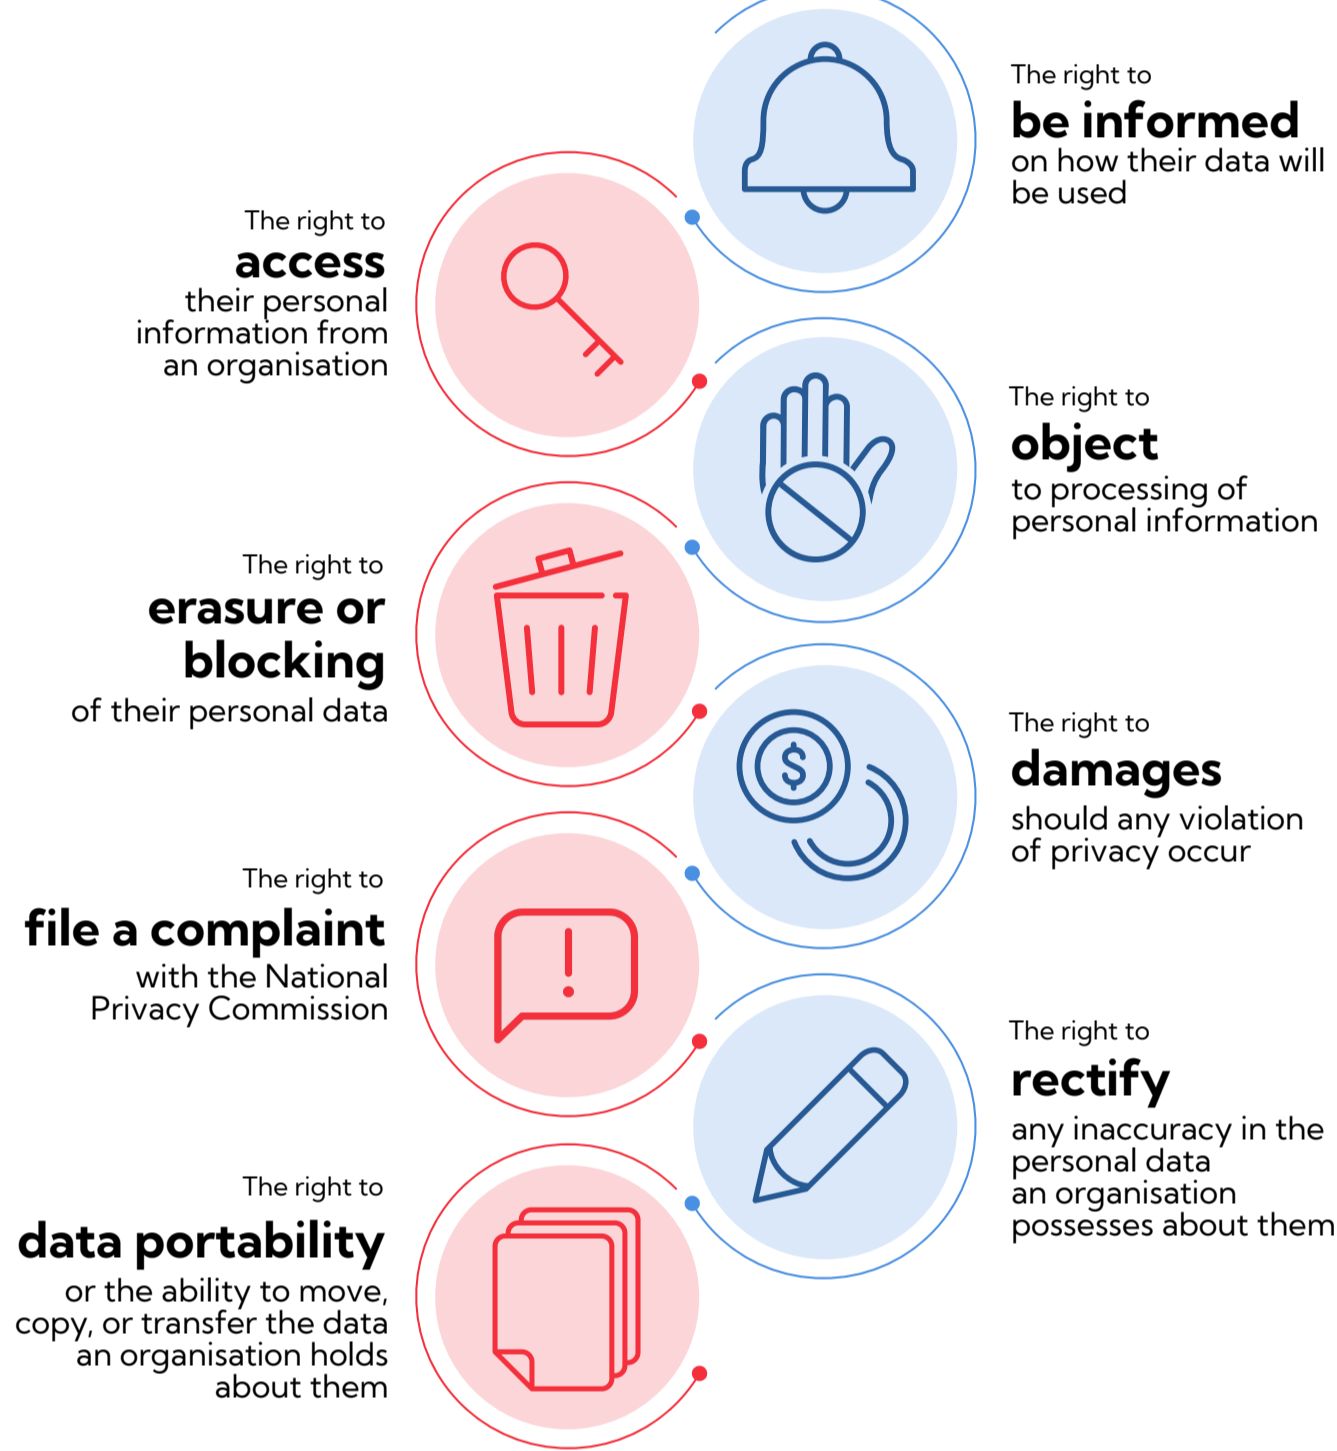 The right to
be informed
on how their data will
be used
The right to
access
their personal
information from
an organisation
The right to
object
to processing of
personal information
The right to
erasure or
blocking
of their personal data
$
The right to
damages
should any violation
of privacy occur
The right to
file a complaint
with the National
Privacy Commission
!
The right to
rectify
any inaccuracy in the
personal data
an organisation
possesses about them
The right to
data portability
or the ability to move,
copy, or transfer the data
an organisation holds
about them